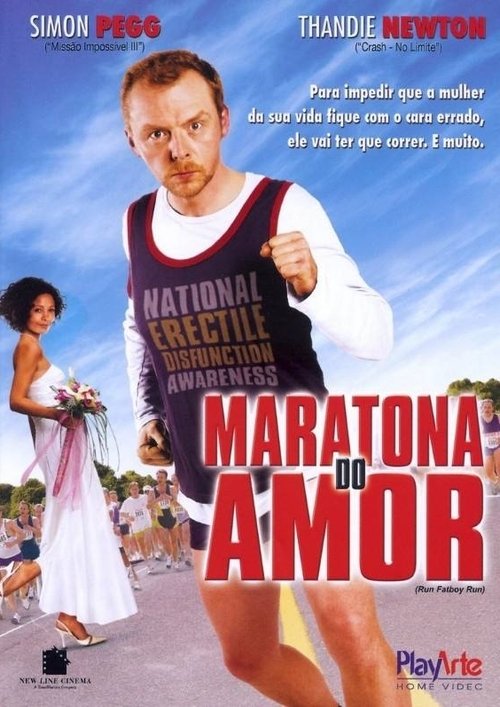 SIMON PEGG
("Missão Impossível III")
THANDIE NEWTON
("Crash - No Limite")
Para impedir que a mulher
da sua vida fique com o cara errado,
ele vai ter que correr. E muito.
NATIONAL
ERECTILE
DISFUNCTION
AWARENESS
MARATONA
DO
AMOR
(Run Fatboy Run)
NEW LINE CINEMA
PlayArte
HOME VIDEO